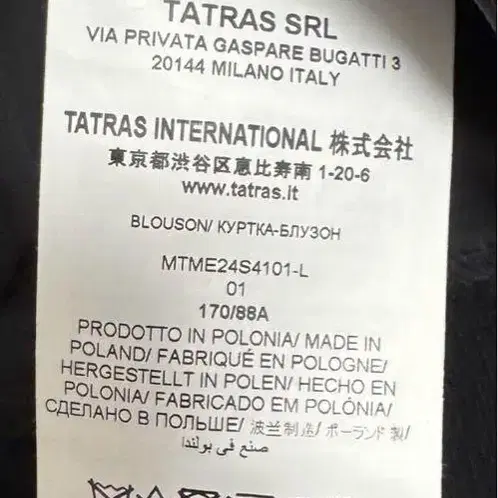 TATRAS SRL
VIA PRIVATA GASPARE BUGATTI 3
20144 MILANO ITALY
TATRAS INTERNATIONAL 株式会社
東京都渋谷区恵比寿南 1-20-6
www.tatras.it
BLOUSON/ КУРТКА-БЛУЗОН
MTME24S4101-L
01
170/88A
PRODOTTO IN POLONIA/ MADE IN
POLAND/ FABRIQUÉ EN POLOGNE/
HERGESTELLT IN POLEN/ HECHO EN
POLONIA/ FABRICADO EM POLÓNIA/
СДЕЛАНО В ПОЛЬШЕ/ 波兰制造/ ポーランド 製/
صنع في بولندا